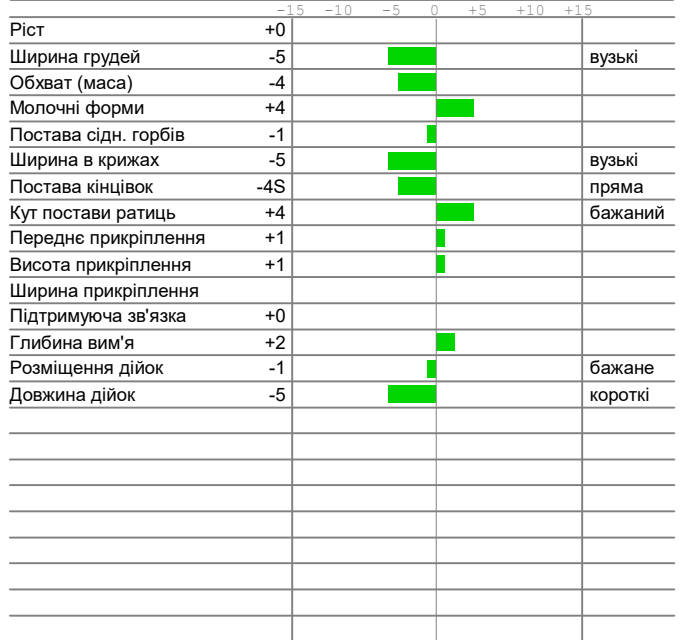 -15 -10 -5 0 +5 +10 +15
Ріст +0
Ширина грудей -5 вузькі
Обхват (маса) -4
Молочні форми +4
Постава сідн. горбів -1
Ширина в крижах -5 вузькі
Постава кінцівок -4S пряма
Кут постави ратиць +4 бажаний
Переднє прикріплення +1
Висота прикріплення +1
Ширина прикріплення
Підтримуюча зв'язка +0
Глибина вим'я +2
Розміщення дійок -1 бажане
Довжина дійок -5 короткі